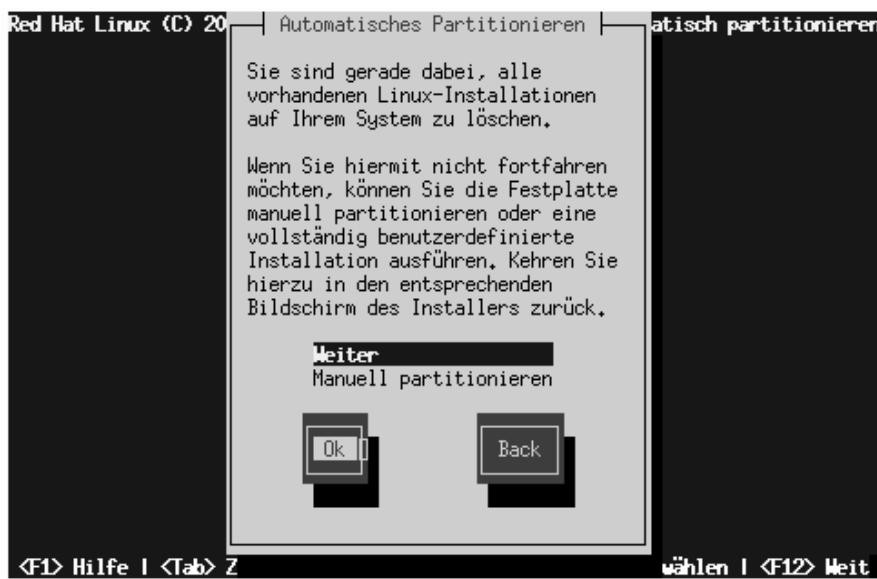 Red Hat Linux (C) 20
Automatisches Partitionieren
atisch partitionieren
Sie sind gerade dabei, alle
vorhandenen Linux-Installationen
auf Ihrem System zu löschen.
Wenn Sie hiermit nicht fortfahren
möchten, können Sie die Festplatte
manuell partitionieren oder eine
vollständig benutzerdefinierte
Installation ausführen. Kehren Sie
hierzu in den entsprechenden
Bildschirm des Installers zurück.
Weiter
Manuell partitionieren
Ok Back
<F1> Hilfe | <Tab> Z
wählen | <F12> Weit